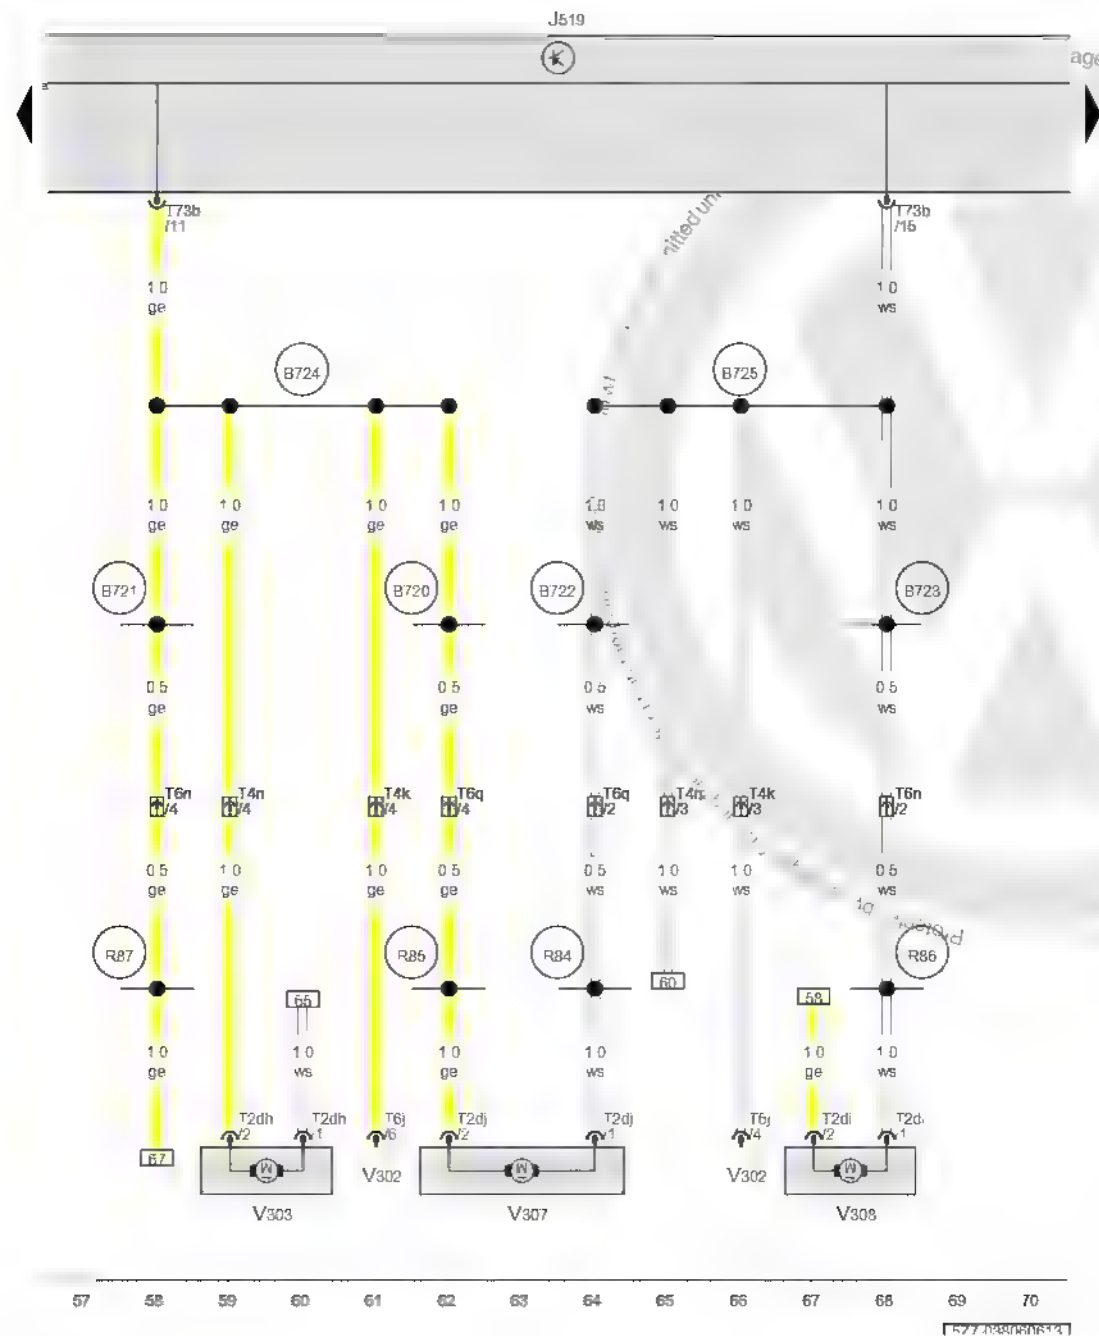 J519
T73b T73b
/11 /15
1 0 1 0
ge ws
B724 B725
1 0 1 0 1 0 1 0 1 0 1 0 1 0 1 0
ge ge ge ge ws ws ws ws
B721 B720 B722 B723
0 5 0 5 0 5 0 5
ge ge ws ws
T6n T4n T4k T6q T6q T4n T4k T6n
/4 /4 /4 /4 /2 /3 /3 /2
0 5 1 0 1 0 0 5 0 5 1 0 1 0 0 5
ge ge ge ge ws ws ws ws
R87 R85 R84 R86
60
65 58
1 0 1 0 1 0 1 0 1 0 1 0
ge ws ge ws ge ws
T2dh T2dh T6j T2dj T2dj T6j T2di
/2 /1 /6 /2 /1 /4 /2 /1
67 M M M
V302 V302
V303 V307 V308
57 58 59 60 61 62 63 64 65 66 67 68 69 70